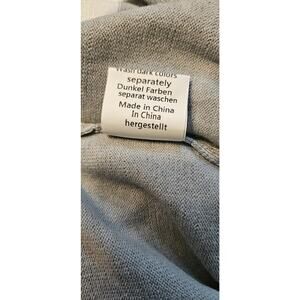 Wash dark colors
separately
Dunkel Farben
separat waschen
Made in China
In China
hergestellt